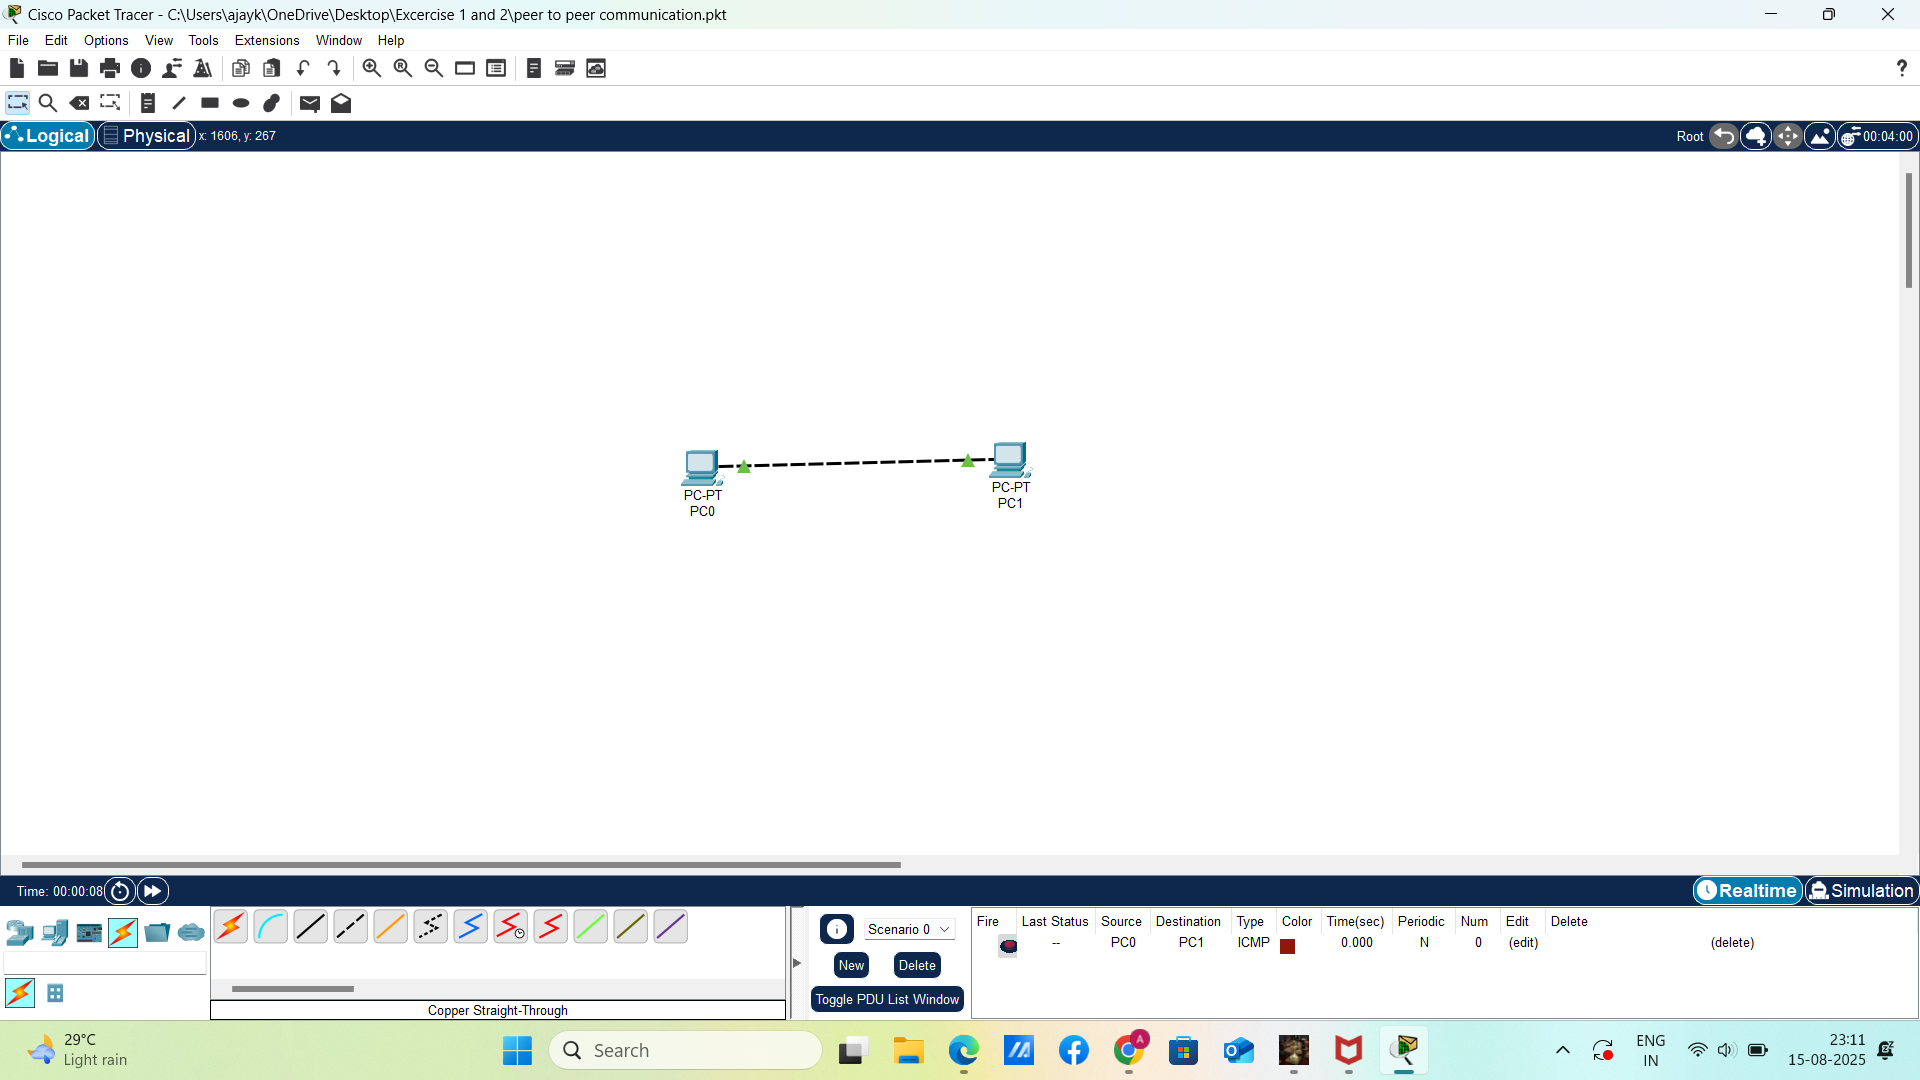 Cisco Packet Tracer - C:\Users\ajayk\OneDrive\Desktop\Excercise 1 and 2\peer to peer communication.pkt
File Edit Options View Tools Extensions Window Help
?
Logical Physical x: 1606, y: 267 Root 00:04:00
PC-PT
PC0
PC-PT
PC1
Time: 00:00:08 Realtime Simulation
Scenario 0
New Delete
Toggle PDU List Window
Fire Last Status Source Destination Type Color Time(sec) Periodic Num Edit Delete
-- PC0 PC1 ICMP 0.000 N 0 (edit) (delete)
Copper Straight-Through
29°C
Light rain
Search
A
ENG
IN
23:11
15-08-2025